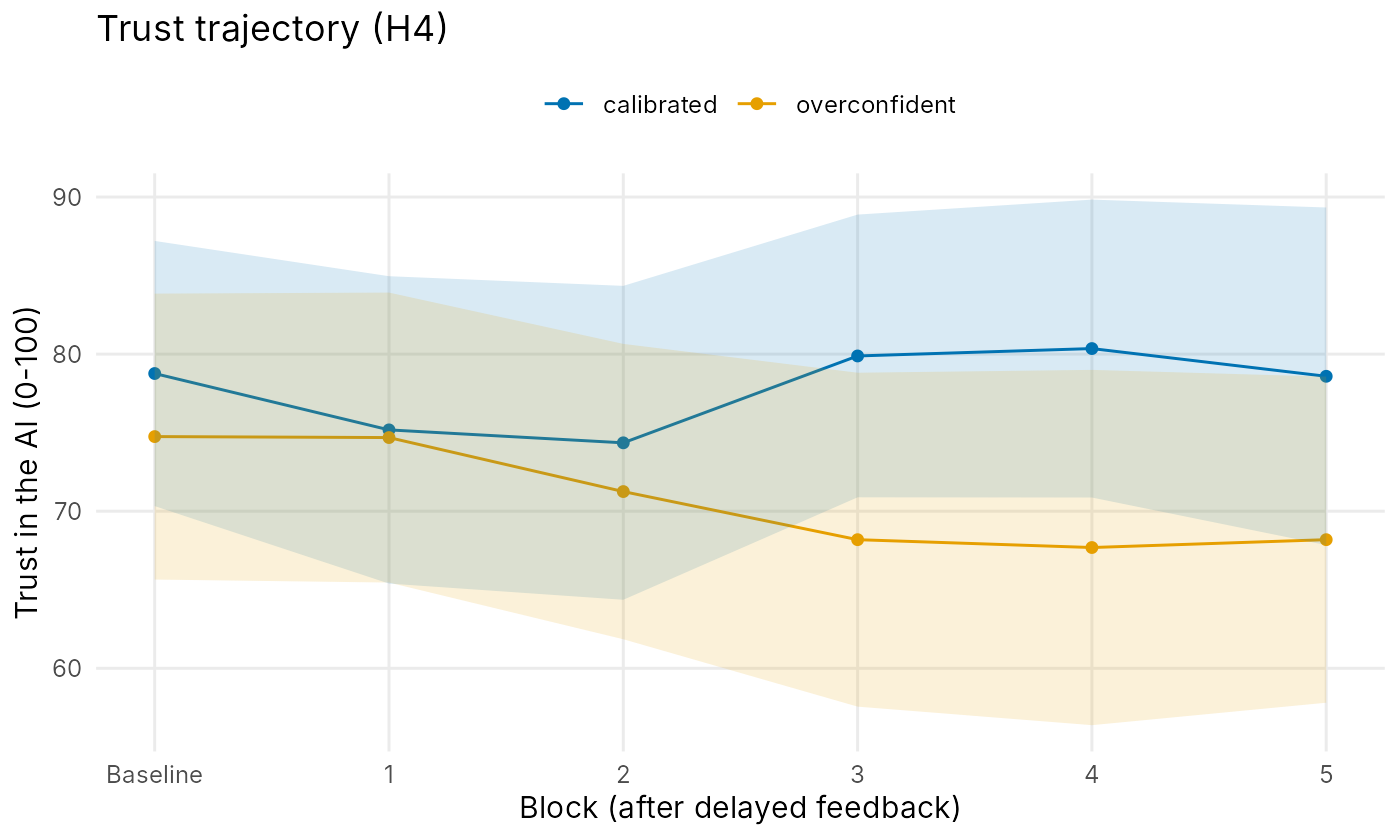 Trust trajectory (H4)
calibrated overconfident
90
80
70
60
Trust in the AI (0-100)
Baseline 1 2 3 4 5
Block (after delayed feedback)